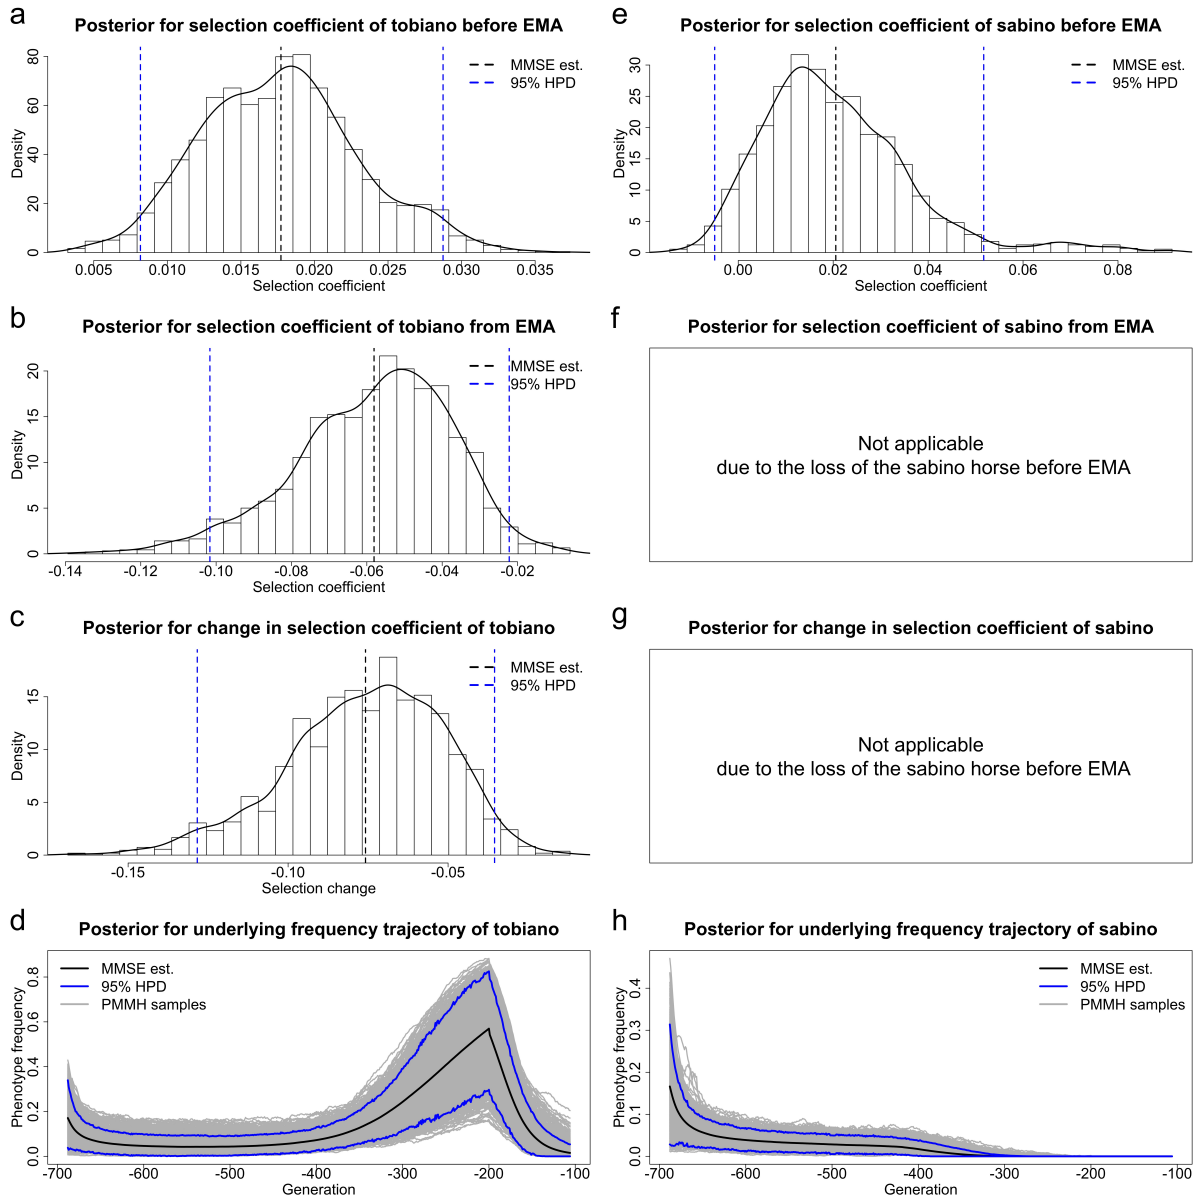 a
Posterior for selection coefficient of tobiano before EMA
MMSE est.
95% HPD
Density
0 20 40 60 80
0.005 0.010 0.015 0.020 0.025 0.030 0.035
Selection coefficient
b
Posterior for selection coefficient of tobiano from EMA
MMSE est.
95% HPD
Density
0 5 10 15 20
-0.14 -0.12 -0.10 -0.08 -0.06 -0.04 -0.02
Selection coefficient
c
Posterior for change in selection coefficient of tobiano
MMSE est.
95% HPD
Density
0 5 10 15
-0.15 -0.10 -0.05
Selection change
d
Posterior for underlying frequency trajectory of tobiano
MMSE est.
95% HPD
PMMH samples
Phenotype frequency
0.0 0.2 0.4 0.6 0.8
-700 -600 -500 -400 -300 -200 -100
Generation
e
Posterior for selection coefficient of sabino before EMA
MMSE est.
95% HPD
Density
0 5 10 15 20 25 30
0.00 0.02 0.04 0.06 0.08
Selection coefficient
f
Posterior for selection coefficient of sabino from EMA
Not applicable
due to the loss of the sabino horse before EMA
g
Posterior for change in selection coefficient of sabino
Not applicable
due to the loss of the sabino horse before EMA
h
Posterior for underlying frequency trajectory of sabino
MMSE est.
95% HPD
PMMH samples
Phenotype frequency
0.0 0.1 0.2 0.3 0.4
-700 -600 -500 -400 -300 -200 -100
Generation